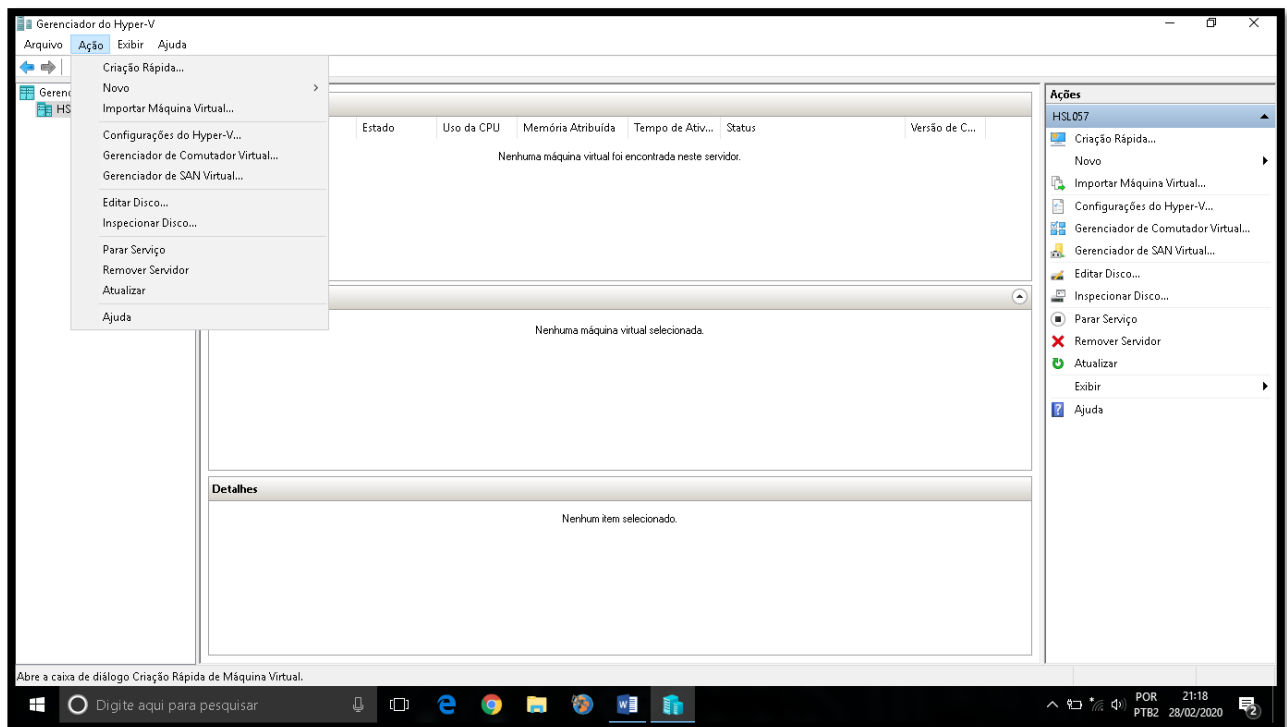 Gerenciador do Hyper-V
Arquivo Ação Exibir Ajuda
Criação Rápida...
Novo
Importar Máquina Virtual...
Configurações do Hyper-V...
Gerenciador de Comutador Virtual...
Gerenciador de SAN Virtual...
Editar Disco...
Inspecionar Disco...
Parar Serviço
Remover Servidor
Atualizar
Ajuda
Estado Uso da CPU Memória Atribuída Tempo de Ativ... Status Versão de C...
Nenhuma máquina virtual foi encontrada neste servidor.
Nenhuma máquina virtual selecionada.
Detalhes
Nenhum item selecionado.
Ações
HSL057
Criação Rápida...
Novo
Importar Máquina Virtual...
Configurações do Hyper-V...
Gerenciador de Comutador Virtual...
Gerenciador de SAN Virtual...
Editar Disco...
Inspecionar Disco...
Parar Serviço
Remover Servidor
Atualizar
Exibir
Ajuda
Abre a caixa de diálogo Criação Rápida de Máquina Virtual.
Digite aqui para pesquisar
POR 21:18
PTB2 28/02/2020
2